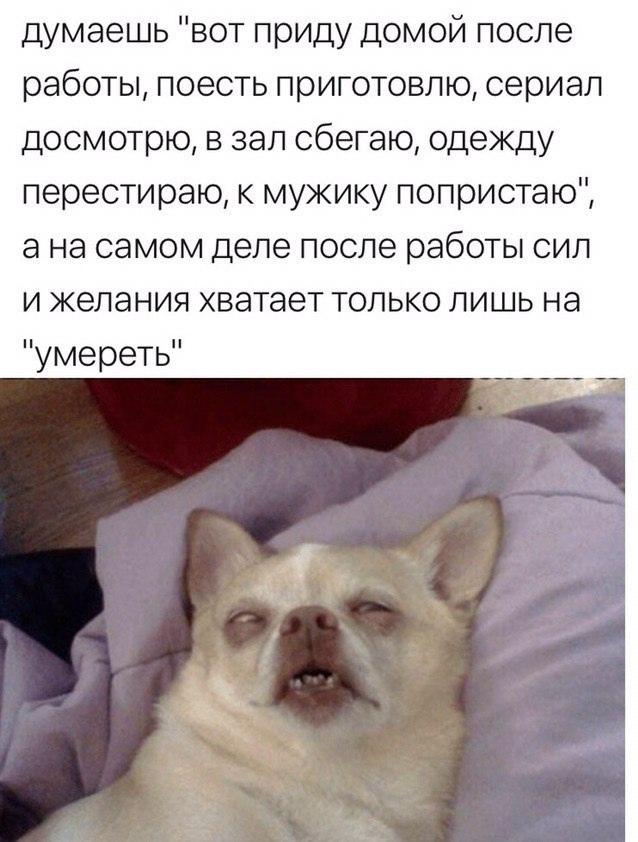 думаешь "вот приду домой после
работы, поесть приготовлю, сериал
досмотрю, в зал сбегаю, одежду
перестираю, к мужику попристаю",
а на самом деле после работы сил
и желания хватает только лишь на
"умереть"